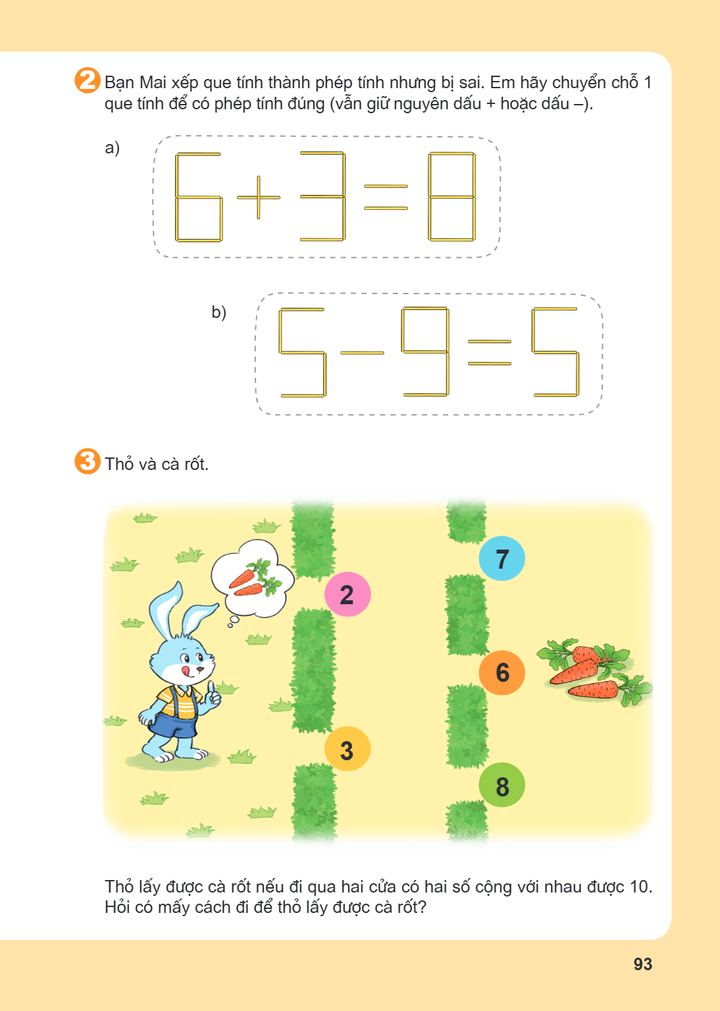 2 Bạn Mai xếp que tính thành phép tính nhưng bị sai. Em hãy chuyển chỗ 1
que tính để có phép tính đúng (vẫn giữ nguyên dấu + hoặc dấu –).
a)
6 + 3 = 8
b)
5 – 9 = 5
3 Thỏ và cà rốt.
7
2
6
3
8
Thỏ lấy được cà rốt nếu đi qua hai cửa có hai số cộng với nhau được 10.
Hỏi có mấy cách đi để thỏ lấy được cà rốt?
93